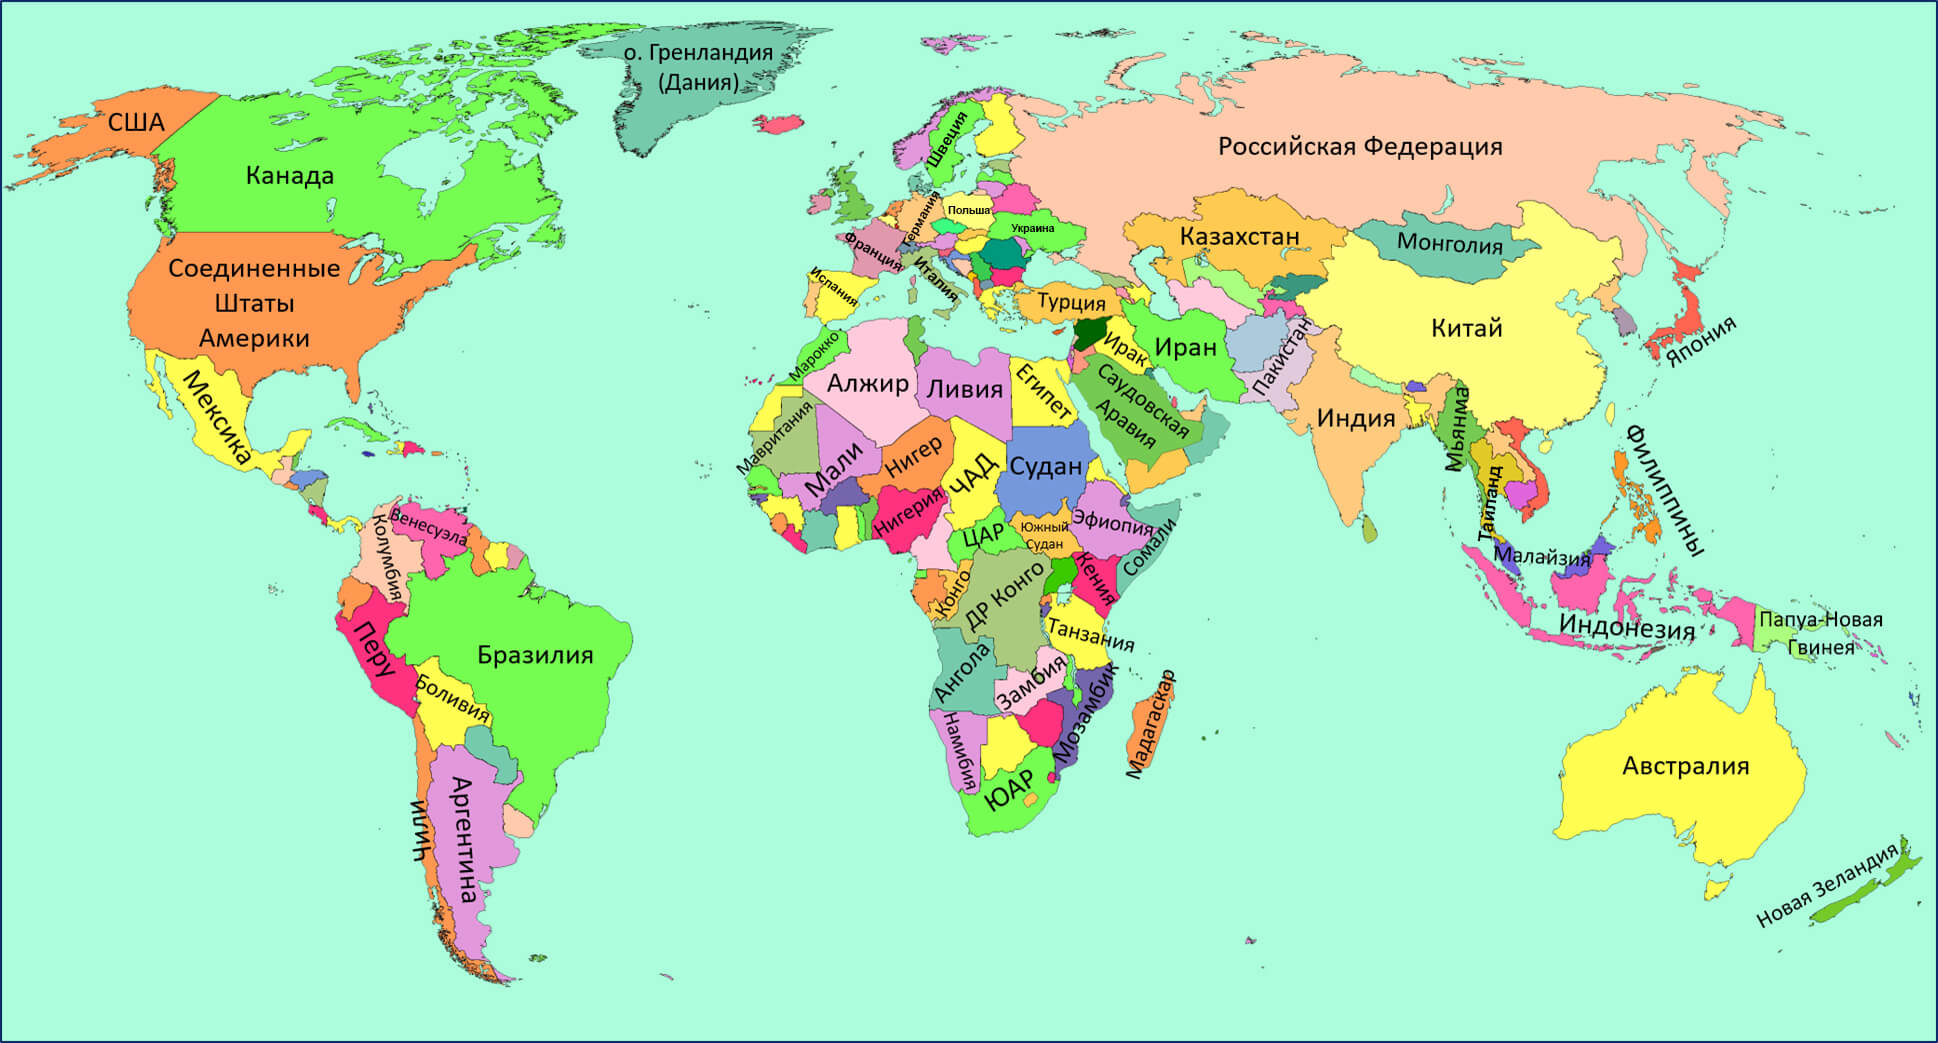 о. Гренландия
(Дания)
США
Канада
Соединенные
Штаты
Америки
Мексика
Колумбия
Венесуэла
Перу
Бразилия
Боливия
Чили
Аргентина
Швеция
Российская Федерация
Германия
Польша
Украина
Франция
Испания
Италия
Турция
Казахстан
Монголия
Китай
Япония
Ирак
Иран
Пакистан
Индия
Саудовская
Аравия
Мьянма
Тайланд
Филиппины
Малайзия
Индонезия
Папуа-Новая
Гвинея
Марокко
Алжир
Ливия
Египет
Мавритания
Мали
Нигер
ЧАД
Судан
Нигерия
ЦАР
Южный
Судан
Эфиопия
Сомали
Конго
ДР Конго
Кения
Танзания
Ангола
Замбия
Мозамбик
Намибия
ЮАР
Мадагаскар
Австралия
Новая Зеландия